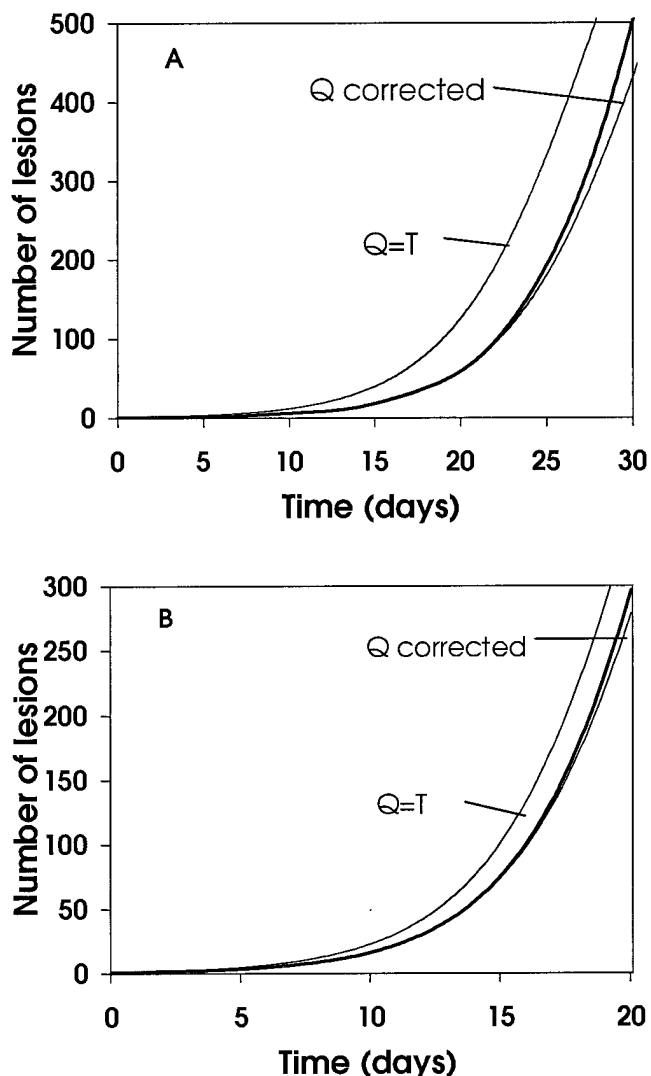 A
500
400
300
200
100
0
Number of lesions
Q corrected
Q=T
0 5 10 15 20 25 30
Time (days)
B
300
250
200
150
100
50
0
Number of lesions
Q corrected
Q=T
0 5 10 15 20
Time (days)